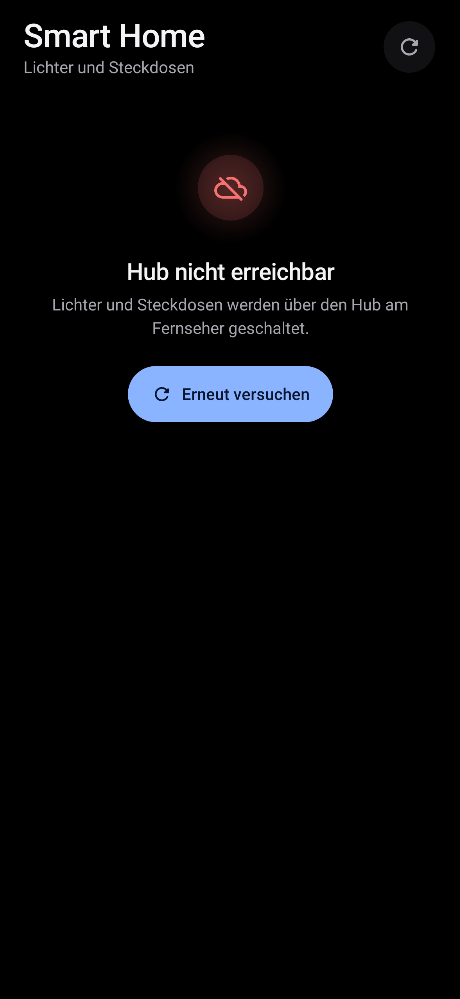 Smart Home
Lichter und Steckdosen
Hub nicht erreichbar
Lichter und Steckdosen werden über den Hub am
Fernseher geschaltet.
Erneut versuchen